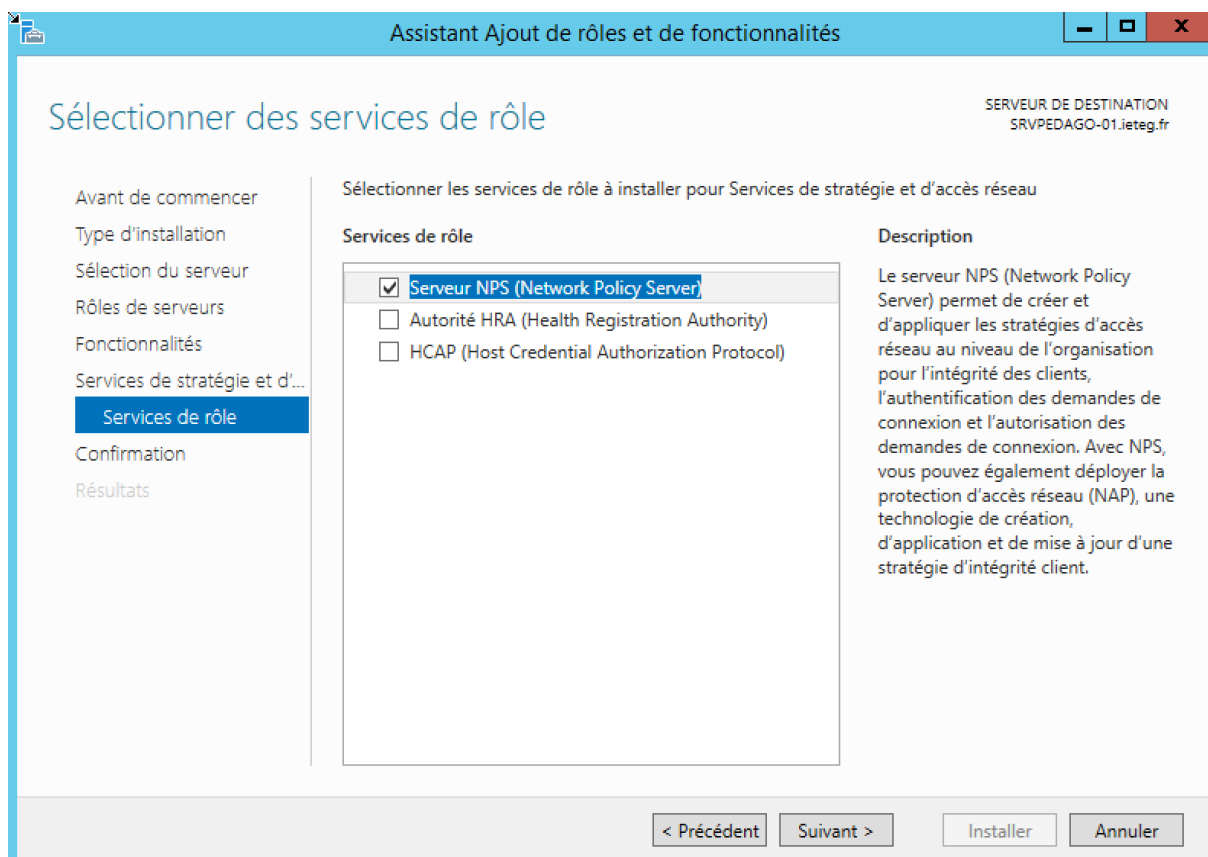 Assistant Ajout de rôles et de fonctionnalités
Sélectionner des services de rôle
SERVEUR DE DESTINATION
SRVPEDAGO-01.ieteg.fr
Avant de commencer
Type d'installation
Sélection du serveur
Rôles de serveurs
Fonctionnalités
Services de stratégie et d'...
Services de rôle
Confirmation
Résultats
Sélectionner les services de rôle à installer pour Services de stratégie et d'accès réseau
Services de rôle
Serveur NPS (Network Policy Server)
Autorité HRA (Health Registration Authority)
HCAP (Host Credential Authorization Protocol)
Description
Le serveur NPS (Network Policy
Server) permet de créer et
d'appliquer les stratégies d'accès
réseau au niveau de l'organisation
pour l'intégrité des clients,
l'authentification des demandes de
connexion et l'autorisation des
demandes de connexion. Avec NPS,
vous pouvez également déployer la
protection d'accès réseau (NAP), une
technologie de création,
d'application et de mise à jour d'une
stratégie d'intégrité client.
< Précédent
Suivant >
Installer
Annuler